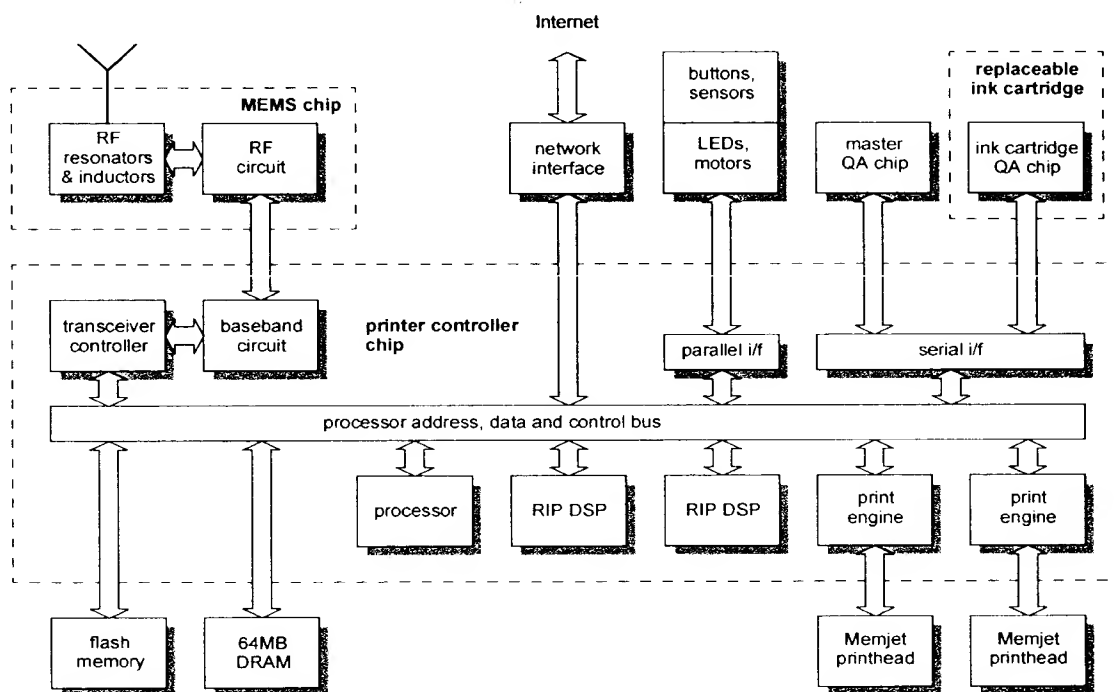 Internet
MEMS chip
RF
resonators
& inductors
RF
circuit
network
interface
buttons,
sensors
LEDs,
motors
master
QA chip
replaceable
ink cartridge
ink cartridge
QA chip
transceiver
controller
baseband
circuit
printer controller
chip
parallel i/f
serial i/f
processor address, data and control bus
processor
RIP DSP
RIP DSP
print
engine
print
engine
flash
memory
64MB
DRAM
Memjet
printhead
Memjet
printhead